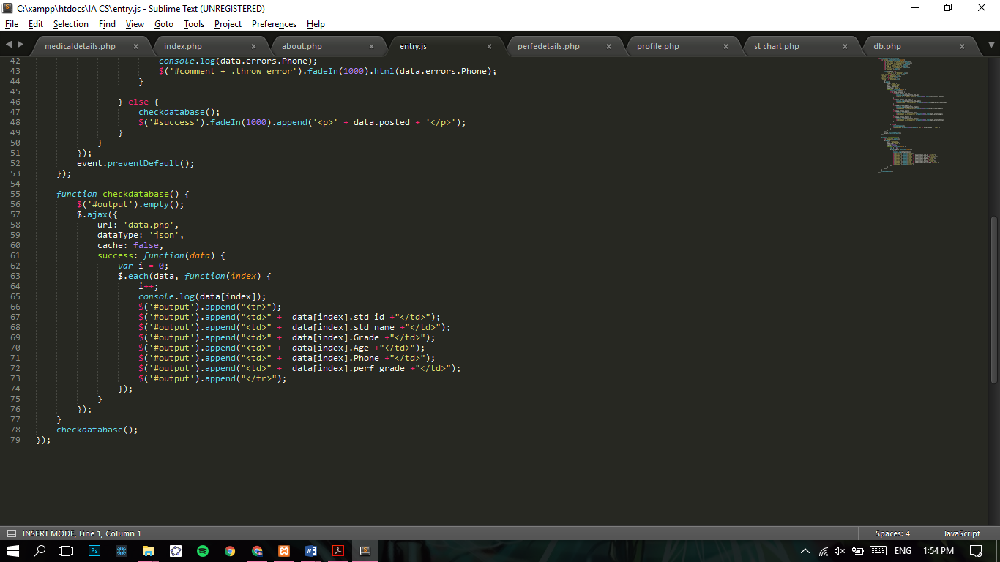 C:\xampp\htdocs\IA CS\entry.js - Sublime Text (UNREGISTERED)
File Edit Selection Find View Goto Tools Project Preferences Help
medicaldetails.php × index.php × about.php × entry.js × perfedetails.php × profile.php × st chart.php × db.php ×
42 console.log(data.errors.Phone);
43 $('#comment + .throw_error').fadeIn(1000).html(data.errors.Phone);
44 }
45
46 } else {
47 checkdatabase();
48 $('#success').fadeIn(1000).append('<p>' + data.posted + '</p>');
49 }
50 }
51 });
52 event.preventDefault();
53 });
54
55 function checkdatabase() {
56 $('#output').empty();
57 $.ajax({
58 url: 'data.php',
59 dataType: 'json',
60 cache: false,
61 success: function(data) {
62 var i = 0;
63 $.each(data, function(index) {
64 i++;
65 console.log(data[index]);
66 $('#output').append("<tr>");
67 $('#output').append("<td>" +  data[index].std_id +"</td>");
68 $('#output').append("<td>" +  data[index].std_name +"</td>");
69 $('#output').append("<td>" +  data[index].Grade +"</td>");
70 $('#output').append("<td>" +  data[index].Age +"</td>");
71 $('#output').append("<td>" +  data[index].Phone +"</td>");
72 $('#output').append("<td>" +  data[index].perf_grade +"</td>");
73 $('#output').append("</tr>");
74 });
75 }
76 });
77 }
78 checkdatabase();
79 });
INSERT MODE, Line 1, Column 1 Spaces: 4 JavaScript
ENG 1:54 PM